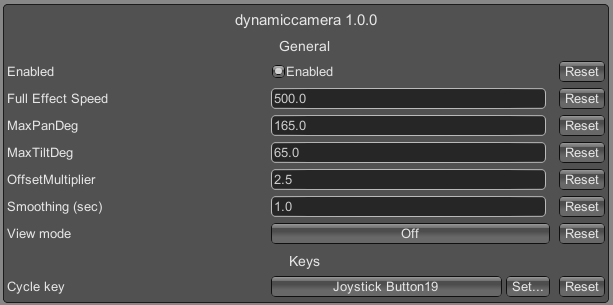 dynamiccamera 1.0.0
General
Enabled Enabled Reset
Full Effect Speed 500.0 Reset
MaxPanDeg 165.0 Reset
MaxTiltDeg 65.0 Reset
OffsetMultiplier 2.5 Reset
Smoothing (sec) 1.0 Reset
View mode Off Reset
Keys
Cycle key Joystick Button19 Set... Reset